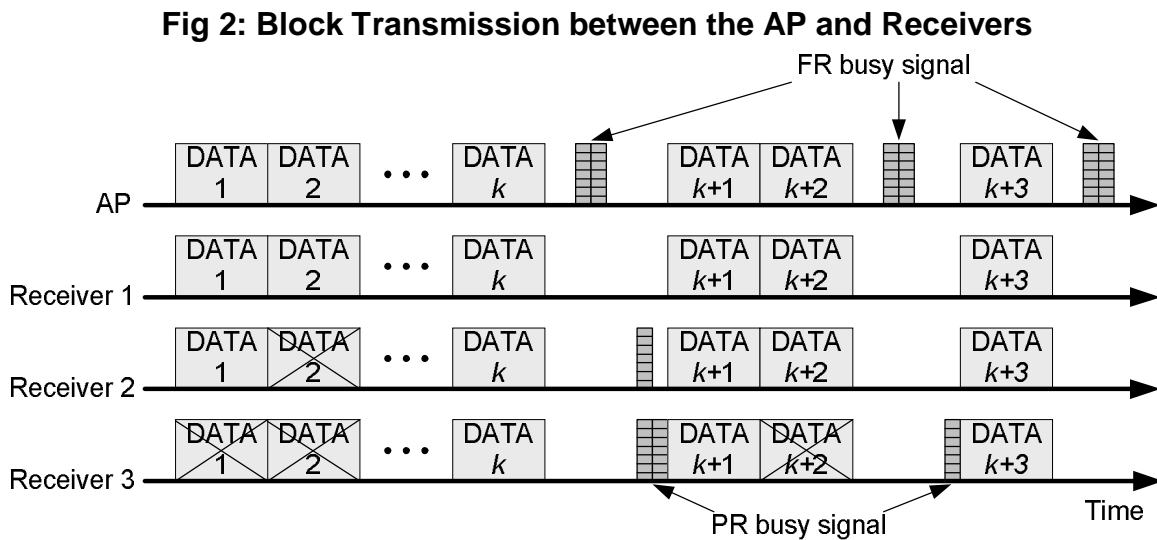 Fig 2: Block Transmission between the AP and Receivers
FR busy signal
DATA 1 DATA 2 • • • DATA k DATA k+1 DATA k+2 DATA k+3
AP
DATA 1 DATA 2 • • • DATA k DATA k+1 DATA k+2 DATA k+3
Receiver 1
DATA 1 DATA 2 • • • DATA k DATA k+1 DATA k+2 DATA k+3
Receiver 2
DATA 1 DATA 2 • • • DATA k DATA k+1 DATA k+2 DATA k+3
Receiver 3
Time
PR busy signal